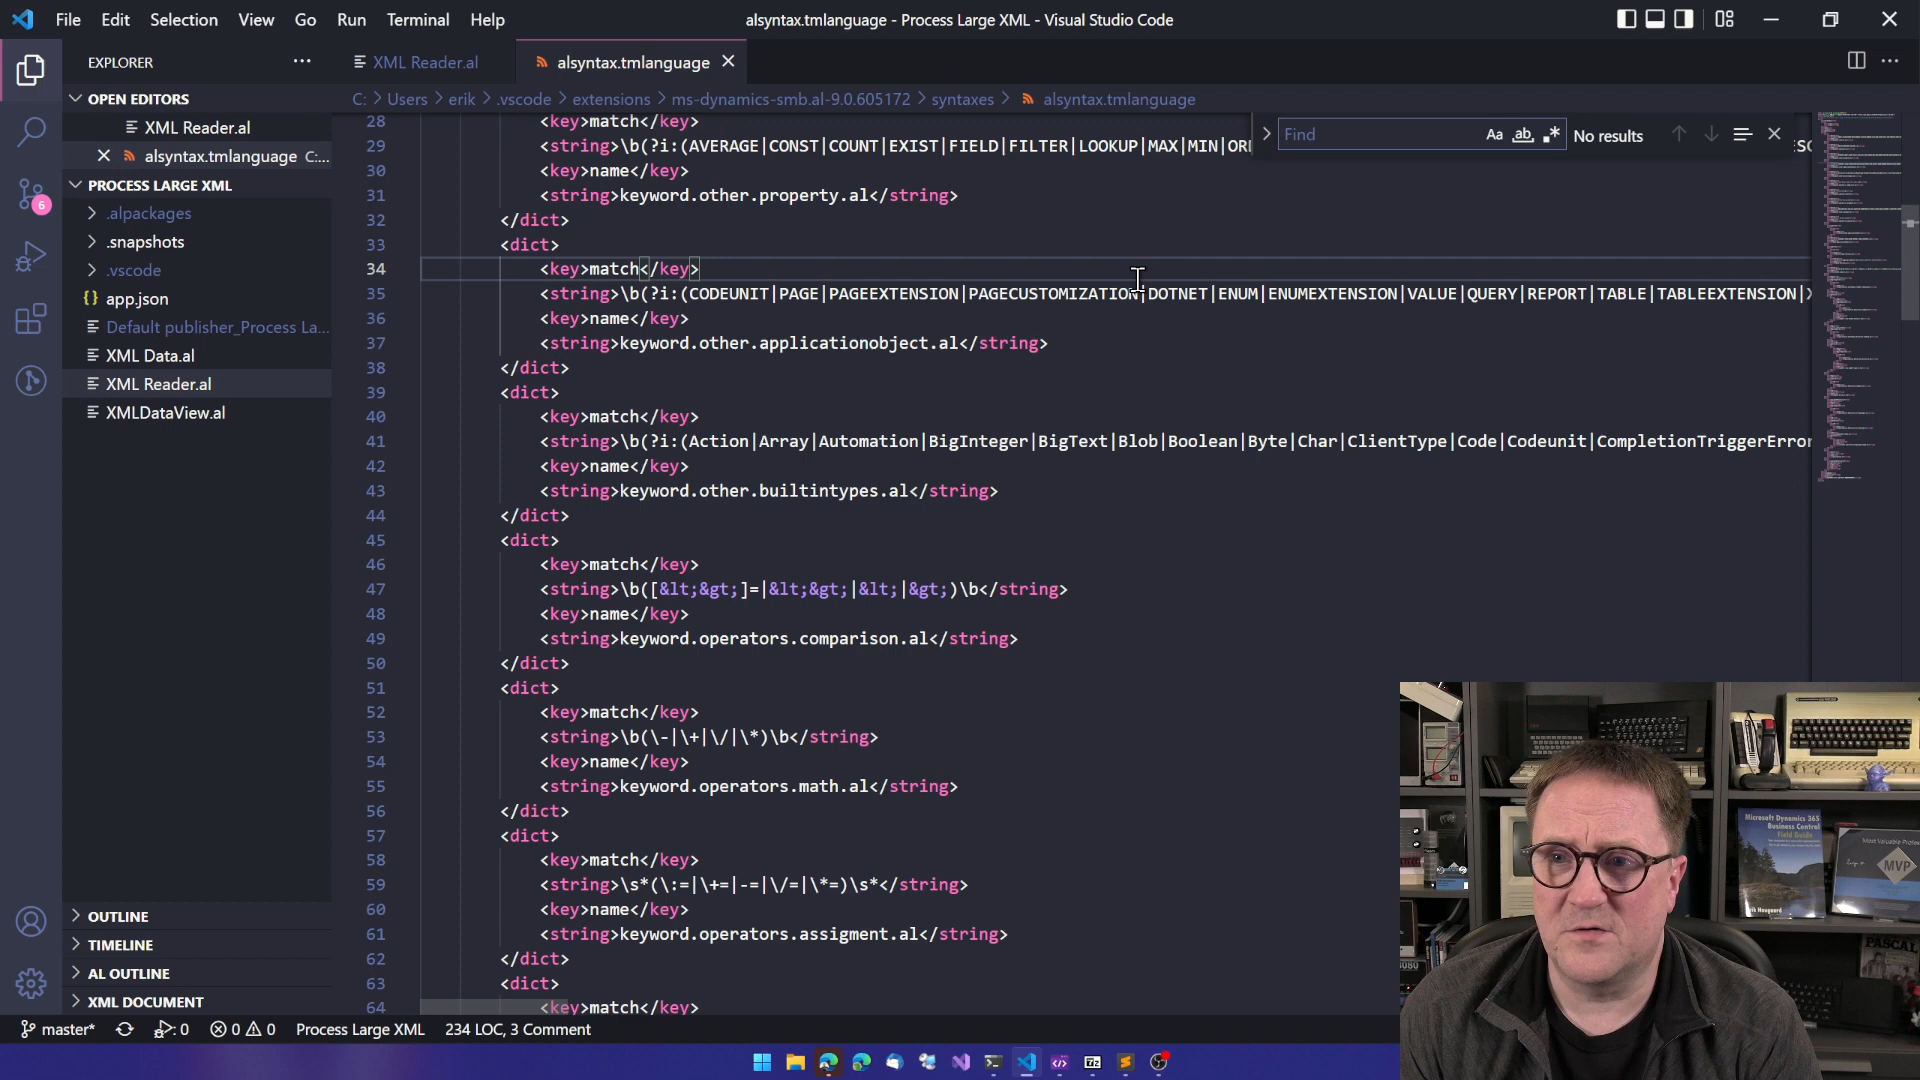 File Edit Selection View Go Run Terminal Help
alsyntax.tmlanguage - Process Large XML - Visual Studio Code
EXPLORER
XML Reader.al
alsyntax.tmlanguage
OPEN EDITORS
XML Reader.al
alsyntax.tmlanguage C:...
PROCESS LARGE XML
.alpackages
.snapshots
.vscode
app.json
Default publisher_Process La...
XML Data.al
XML Reader.al
XMLDataView.al
6
OUTLINE
TIMELINE
AL OUTLINE
XML DOCUMENT
C: > Users > erik > .vscode > extensions > ms-dynamics-smb.al-9.0.605172 > syntaxes > alsyntax.tmlanguage
Find
Aa ab
No results
28 <key>match</key>
29 <string>\b(?i:(AVERAGE|CONST|COUNT|EXIST|FIELD|FILTER|LOOKUP|MAX|MIN|OR
30 <key>name</key>
31 <string>keyword.other.property.al</string>
32 </dict>
33 <dict>
34 <key>match</key>
35 <string>\b(?i:(CODEUNIT|PAGE|PAGEEXTENSION|PAGECUSTOMIZATION|DOTNET|ENUM|ENUMEXTENSION|VALUE|QUERY|REPORT|TABLE|TABLEEXTENSION|X
36 <key>name</key>
37 <string>keyword.other.applicationobject.al</string>
38 </dict>
39 <dict>
40 <key>match</key>
41 <string>\b(?i:(Action|Array|Automation|BigInteger|BigText|Blob|Boolean|Byte|Char|ClientType|Code|Codeunit|CompletionTriggerError
42 <key>name</key>
43 <string>keyword.other.builtintypes.al</string>
44 </dict>
45 <dict>
46 <key>match</key>
47 <string>\b([&lt;&gt;]=|&lt;&gt;|&lt;|&gt;)\b</string>
48 <key>name</key>
49 <string>keyword.operators.comparison.al</string>
50 </dict>
51 <dict>
52 <key>match</key>
53 <string>\b(\-|\+|\/|\*)\b</string>
54 <key>name</key>
55 <string>keyword.operators.math.al</string>
56 </dict>
57 <dict>
58 <key>match</key>
59 <string>\s*(\:=|\+=|-=|\/=|\*=)\s*</string>
60 <key>name</key>
61 <string>keyword.operators.assigment.al</string>
62 </dict>
63 <dict>
64 <key>match</key>
Microsoft Dynamics 365
Business Central
Field Guide
MVP
PASCAL
master* 0 0 0 Process Large XML 234 LOC, 3 Comment